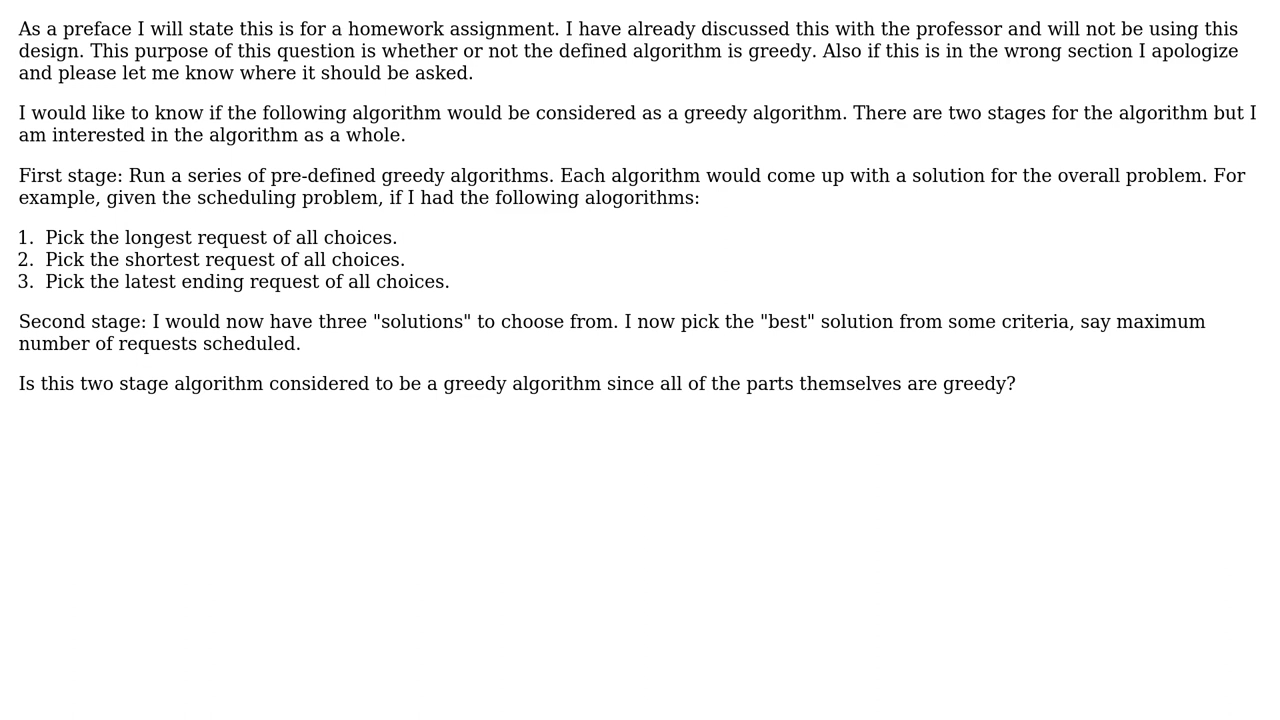 As a preface I will state this is for a homework assignment. I have already discussed this with the professor and will not be using this
design. This purpose of this question is whether or not the defined algorithm is greedy. Also if this is in the wrong section I apologize
and please let me know where it should be asked.
I would like to know if the following algorithm would be considered as a greedy algorithm. There are two stages for the algorithm but I
am interested in the algorithm as a whole.
First stage: Run a series of pre-defined greedy algorithms. Each algorithm would come up with a solution for the overall problem. For
example, given the scheduling problem, if I had the following alogorithms:
1. Pick the longest request of all choices.
2. Pick the shortest request of all choices.
3. Pick the latest ending request of all choices.
Second stage: I would now have three "solutions" to choose from. I now pick the "best" solution from some criteria, say maximum
number of requests scheduled.
Is this two stage algorithm considered to be a greedy algorithm since all of the parts themselves are greedy?